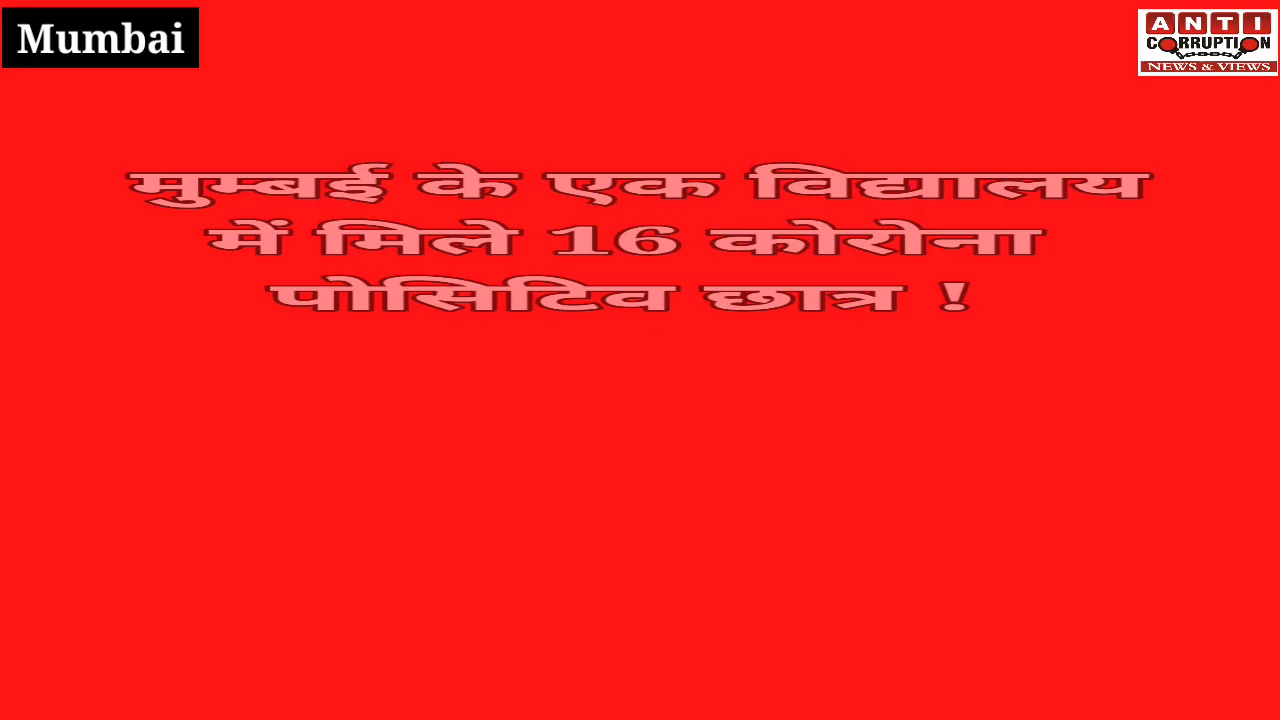 Mumbai
ANTI
CORRUPTION
NEWS & VIEWS
मुम्बई के एक विद्यालय
में मिले 16 कोरोना
पोसिटिव छात्र !